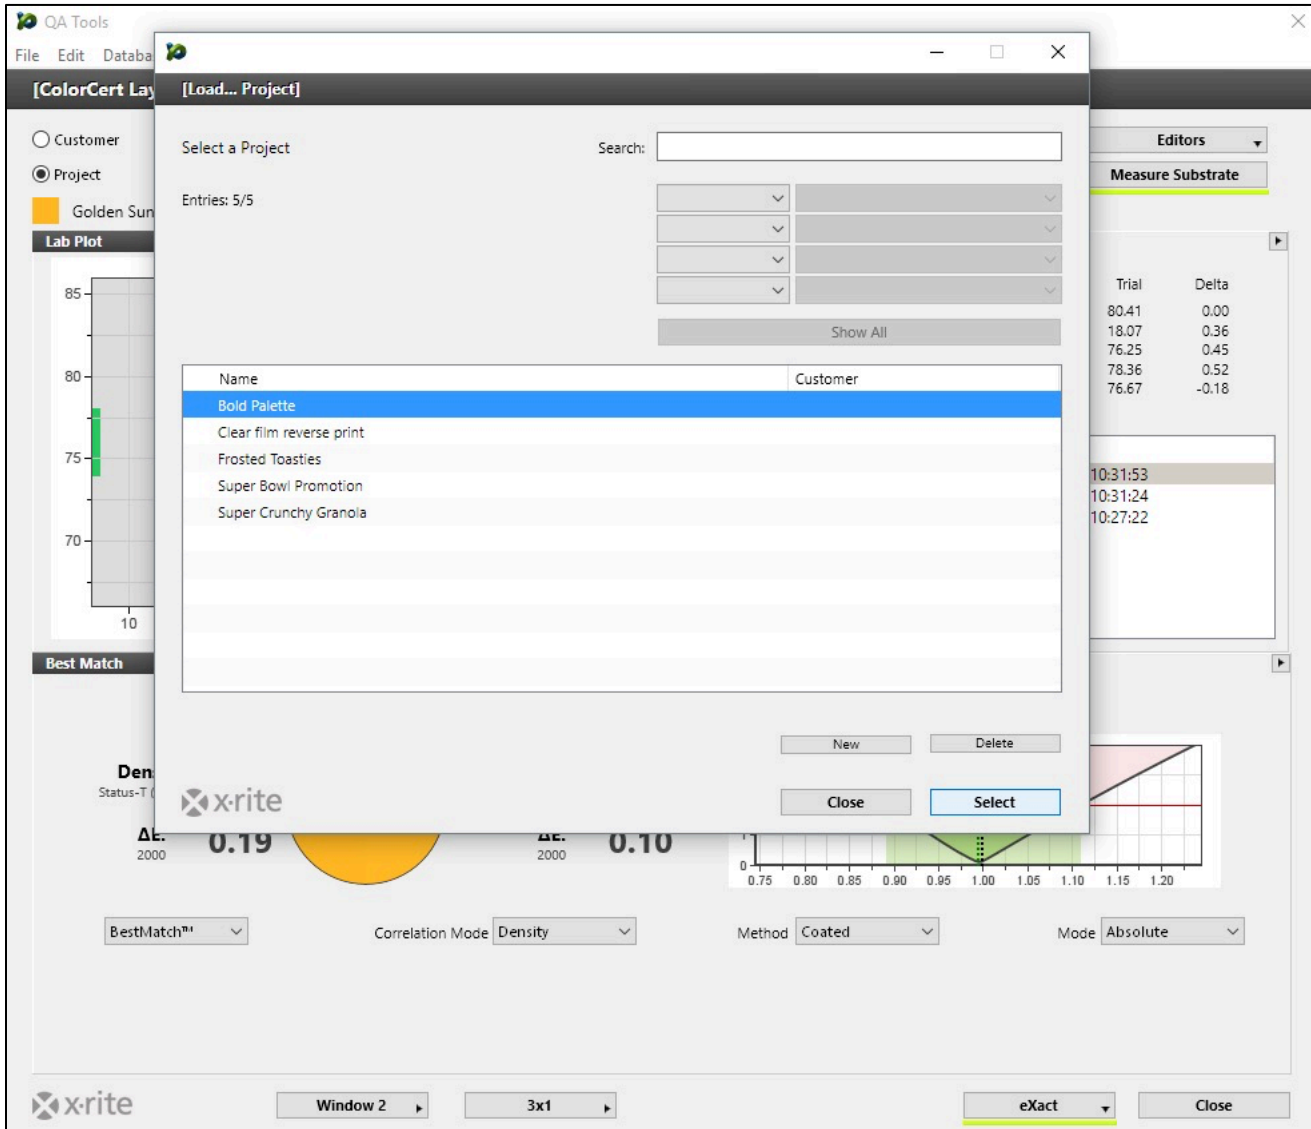 QA Tools
File Edit Databa
[ColorCert Lay
[Load... Project]
Customer
Select a Project
Search:
Editors
Project
Measure Substrate
Entries: 5/5
Golden Sun
Lab Plot
Trial Delta
85
80.41 0.00
18.07 0.36
76.25 0.45
78.36 0.52
76.67 -0.18
Show All
80
Name Customer
Bold Palette
Clear film reverse print
Frosted Toasties
75
Super Bowl Promotion
Super Crunchy Granola
10:31:53
10:31:24
10:27:22
70
10
Best Match
New Delete
Den
Status-T (
x·rite
Close Select
ΔE.
2000
0.19
ΔE.
2000
0.10
1
0
0.75 0.80 0.85 0.90 0.95 1.00 1.05 1.10 1.15 1.20
BestMatch™
Correlation Mode Density
Method Coated
Mode Absolute
x·rite
Window 2
3x1
eXact
Close